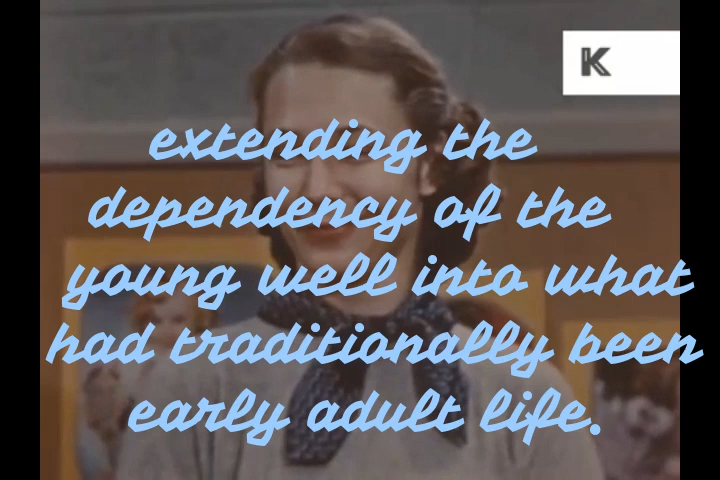 K
extending the
dependency of the
young well into what
had traditionally been
early adult life.